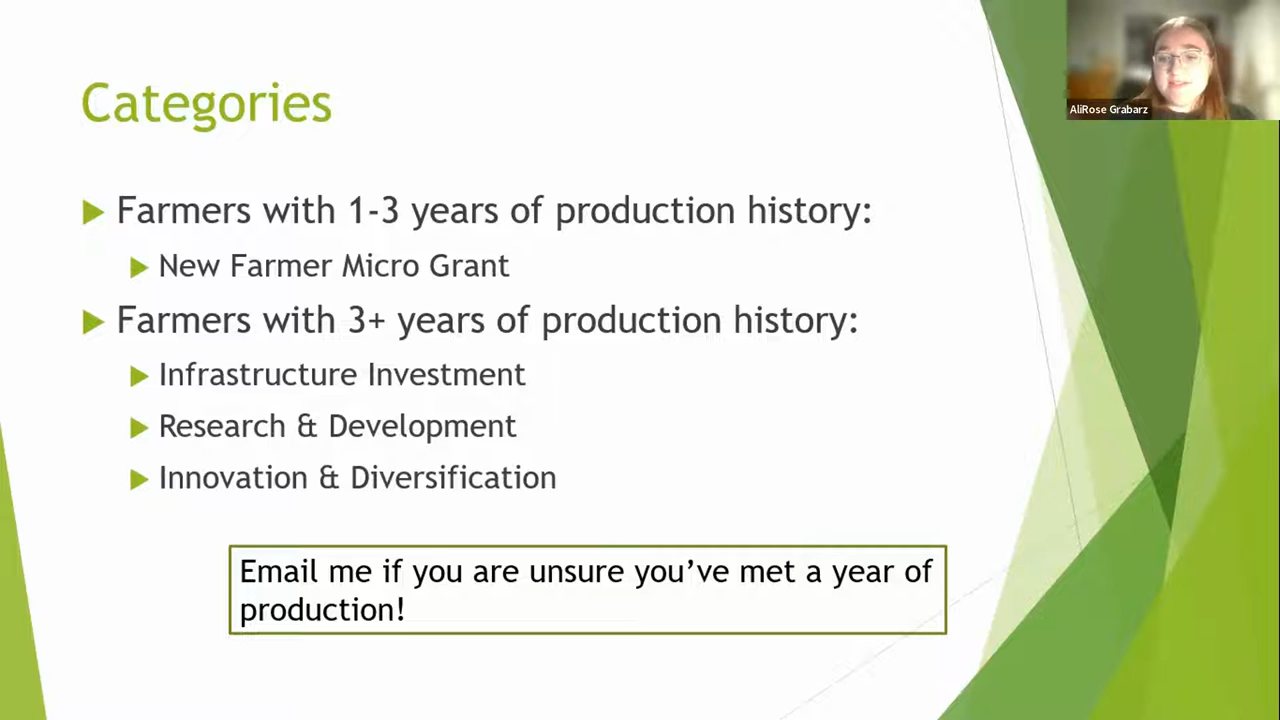 Categories
Farmers with 1-3 years of production history:
New Farmer Micro Grant
Farmers with 3+ years of production history:
Infrastructure Investment
Research & Development
Innovation & Diversification
Email me if you are unsure you’ve met a year of
production!
AliRose Grabarz